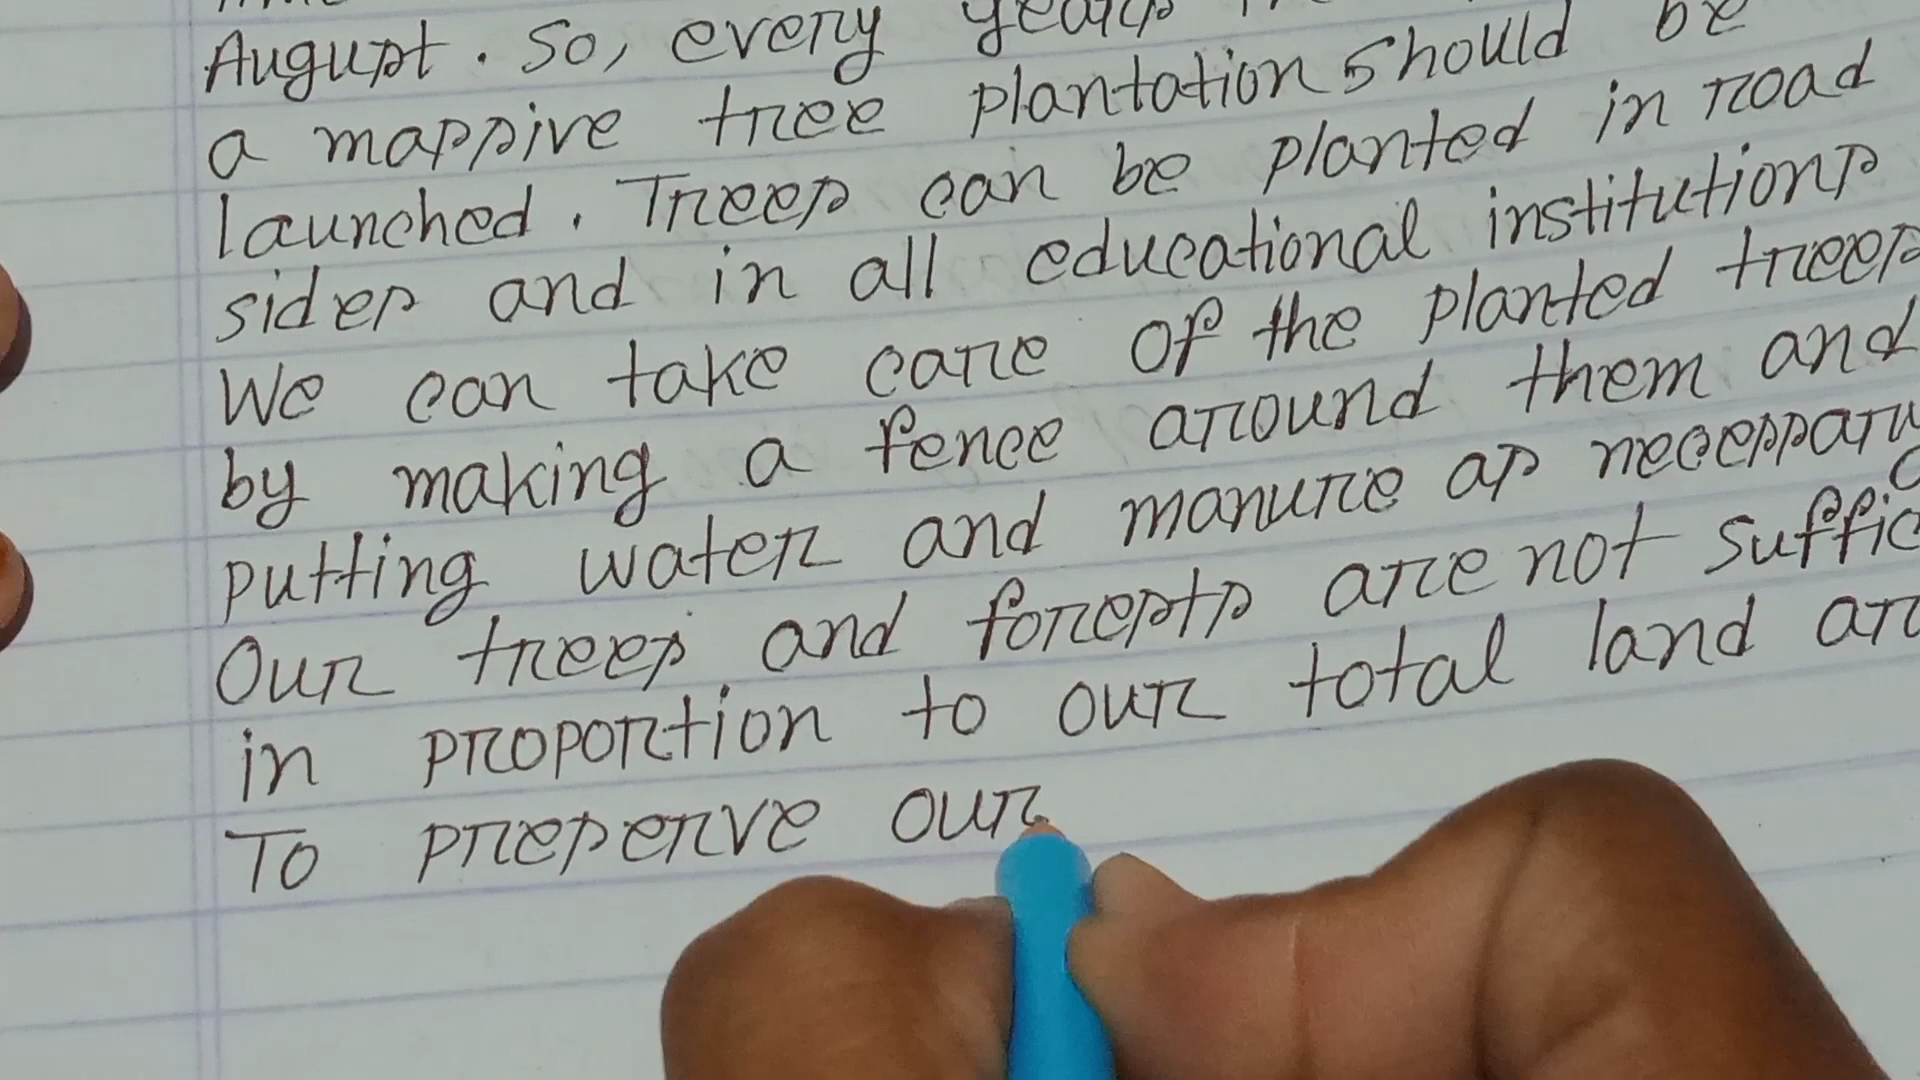 August. So, every years
a massive tree plantation should be
launched. Trees can be planted in road
sides and in all educational institutions
We can take care of the planted trees
by making a fence around them and
putting water and manure as necessary
Our trees and forests are not suffic
in proportion to our total land are
To preserve our